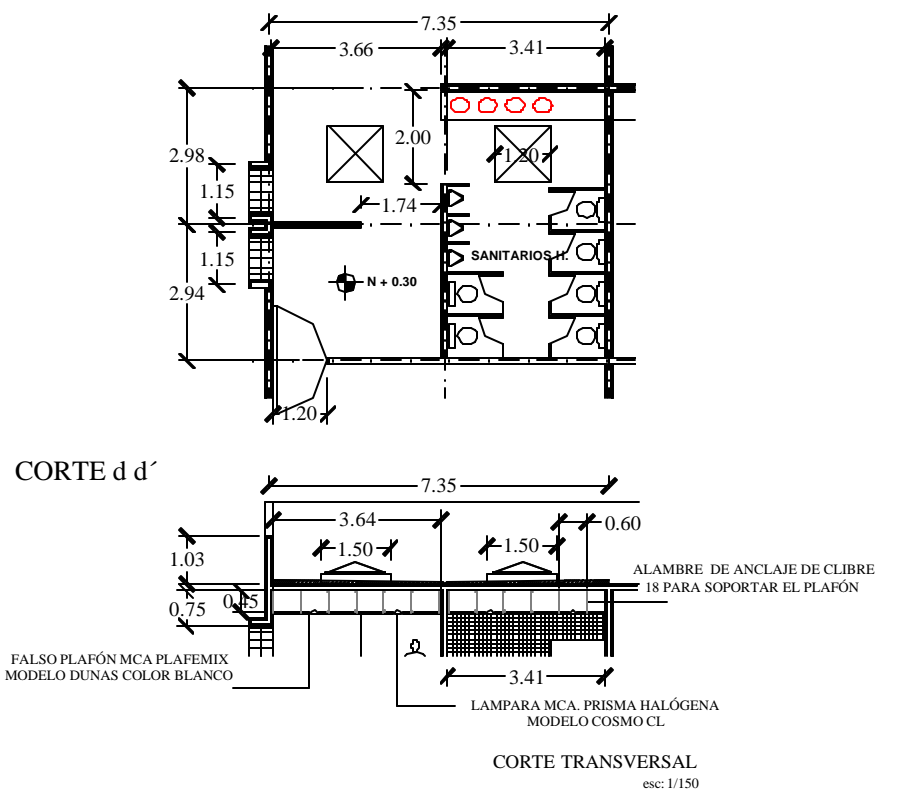 7.35
3.66
3.41
2.00
2.98
1.20
1.15
1.74
1.15
SANITARIOS H.
N + 0.30
2.94
1.20
CORTE d d´
7.35
3.64
0.60
1.50
1.50
1.03
ALAMBRE DE ANCLAJE DE CLIBRE
18 PARA SOPORTAR EL PLAFÓN
0.45
0.75
FALSO PLAFÓN MCA PLAFEMIX
MODELO DUNAS COLOR BLANCO
3.41
LAMPARA MCA. PRISMA HALÓGENA
MODELO COSMO CL
CORTE TRANSVERSAL
esc: 1/150